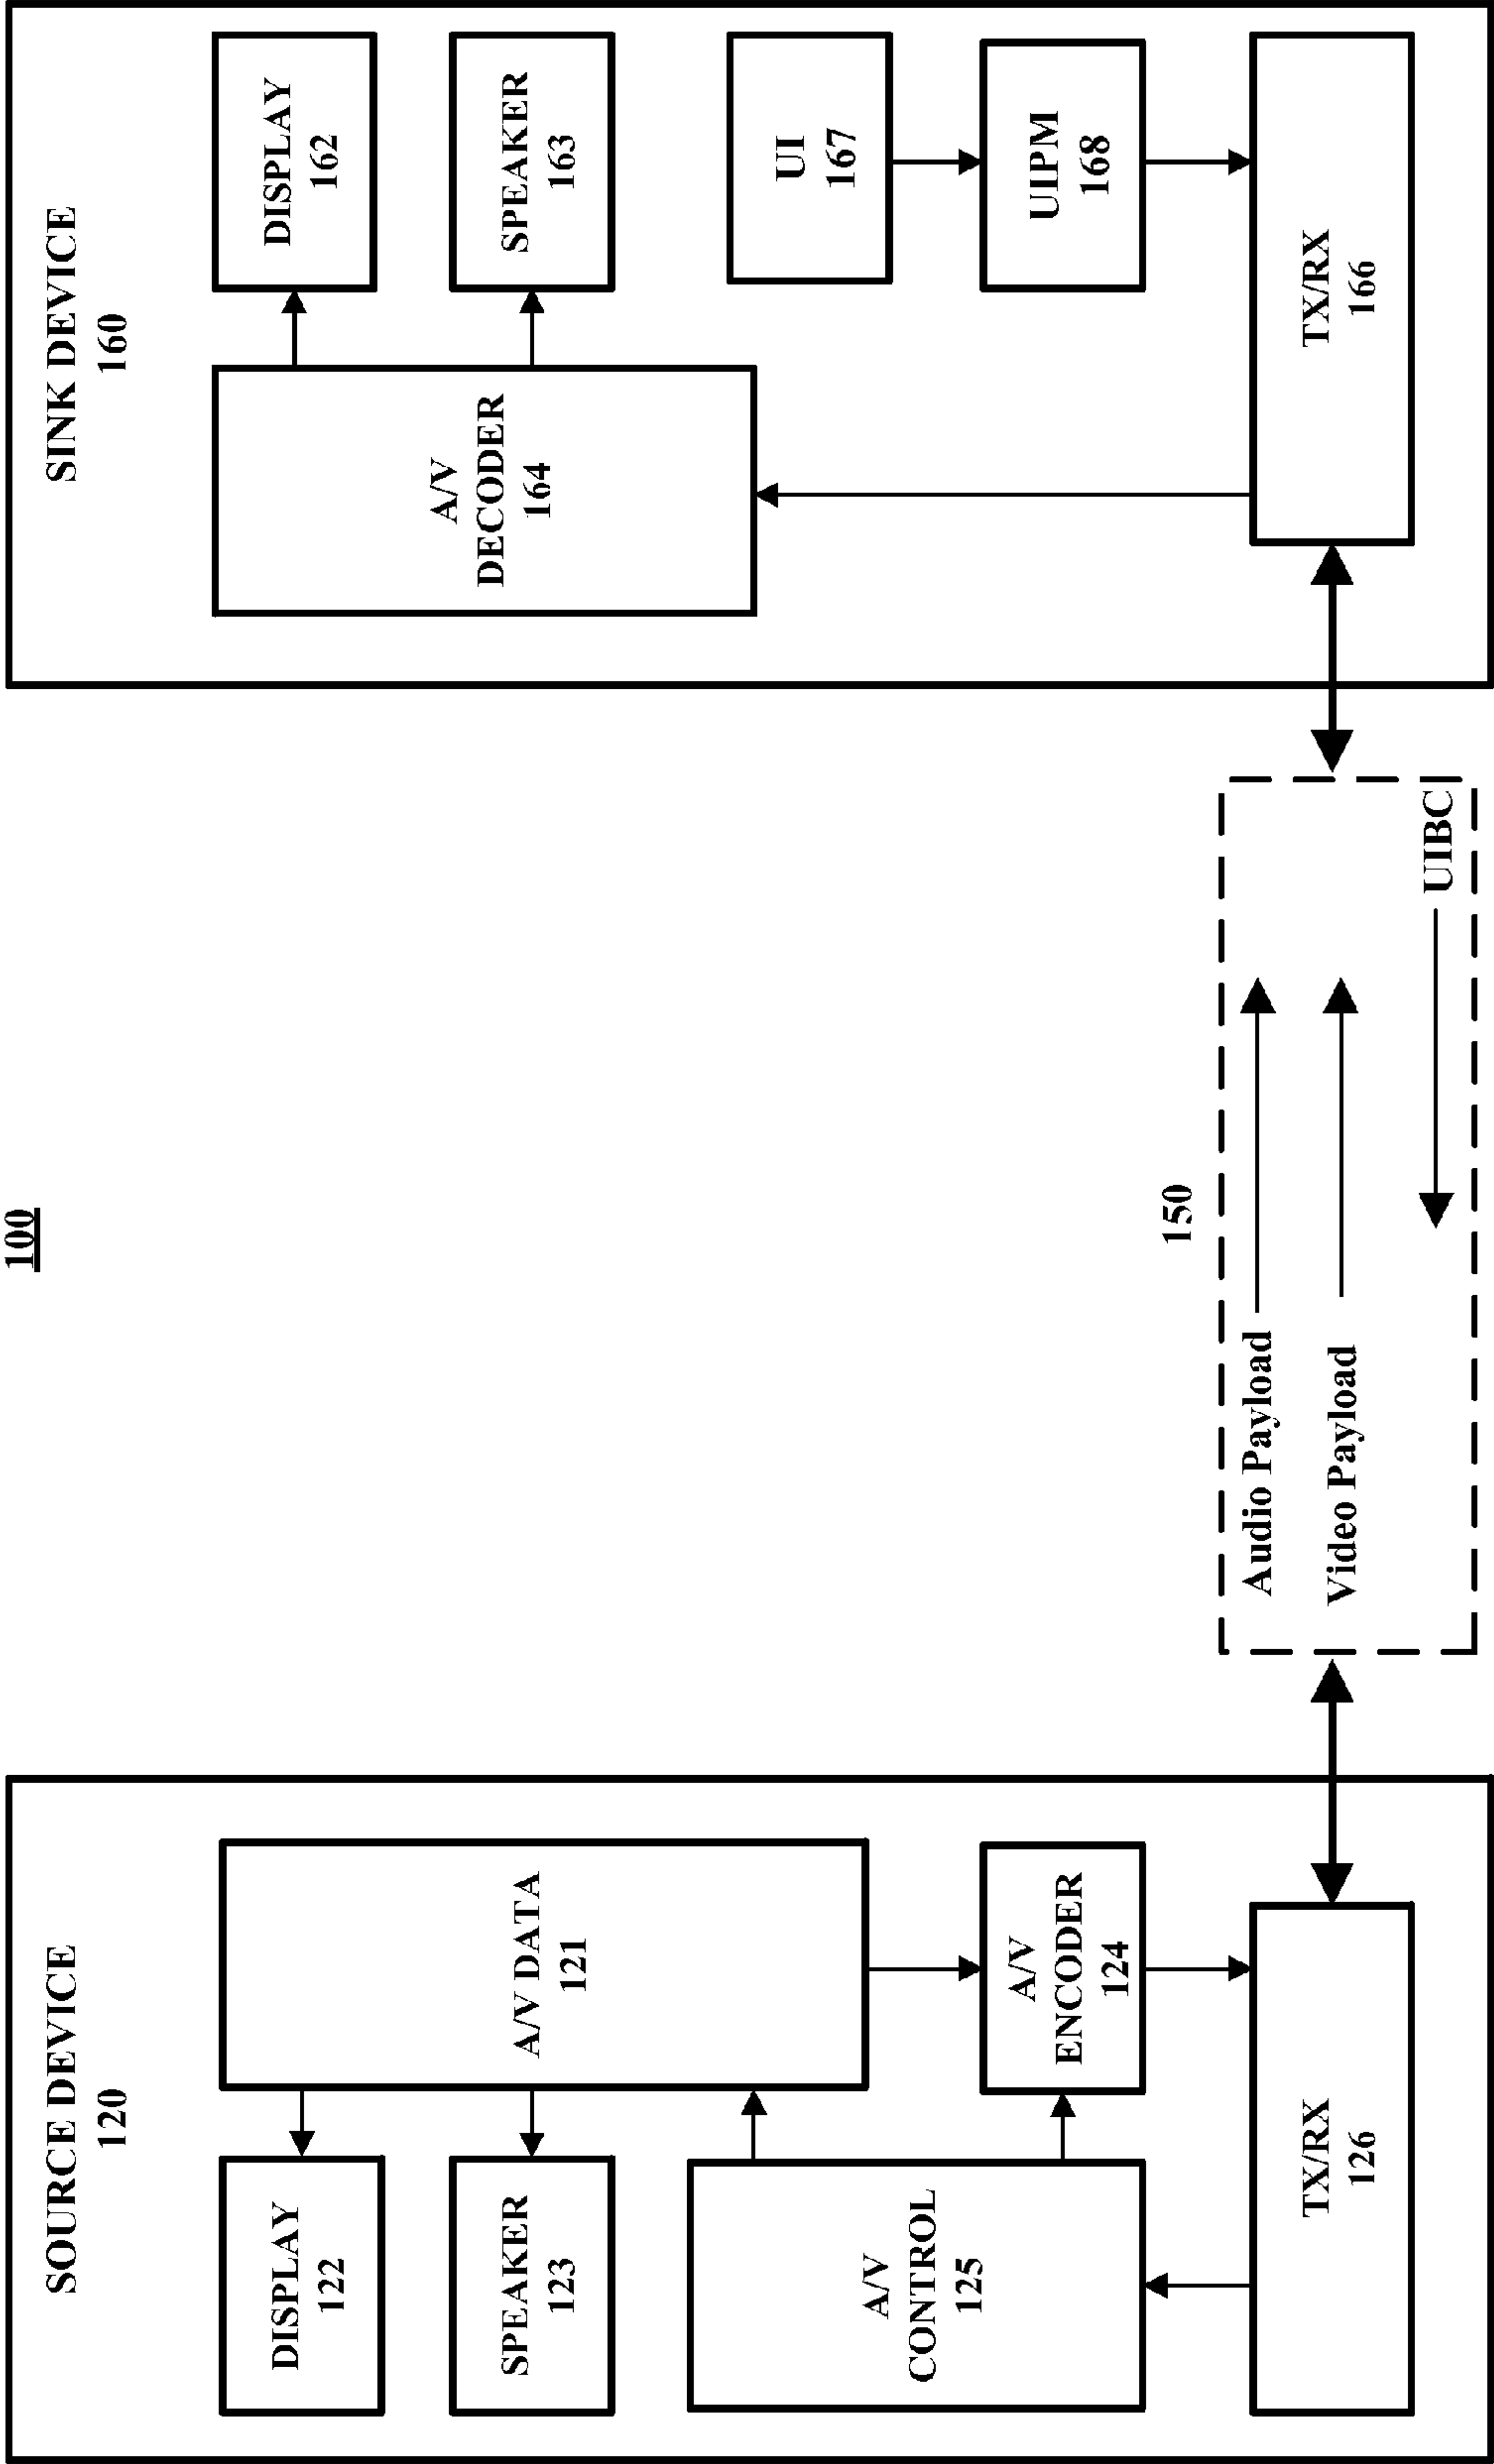 100
SOURCE DEVICE
120
DISPLAY
122
SPEAKER
123
A/V DATA
121
A/V
CONTROL
125
A/V
ENCODER
124
TX/RX
126
150
Audio Payload
Video Payload
UIBC
SINK DEVICE
160
A/V
DECODER
164
DISPLAY
162
SPEAKER
163
UI
167
UIPM
168
TX/RX
166